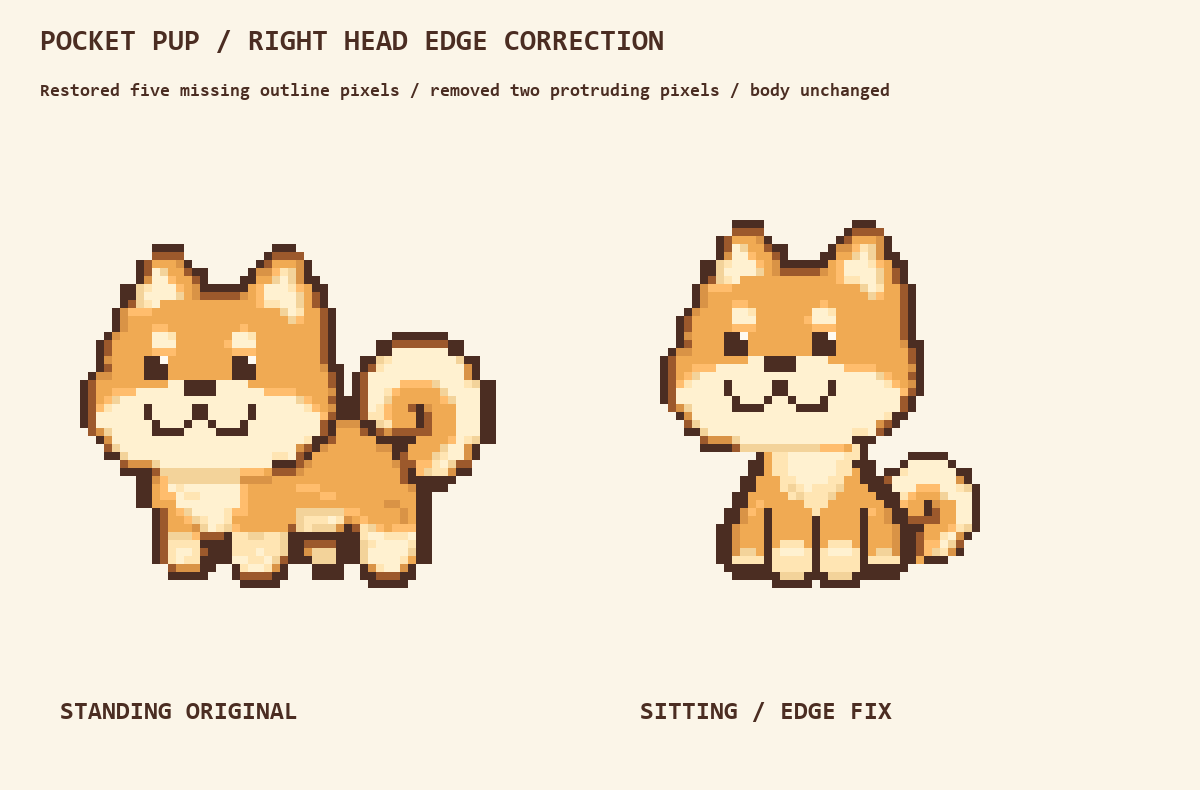 POCKET PUP / RIGHT HEAD EDGE CORRECTION
Restored five missing outline pixels / removed two protruding pixels / body unchanged
STANDING ORIGINAL
SITTING / EDGE FIX